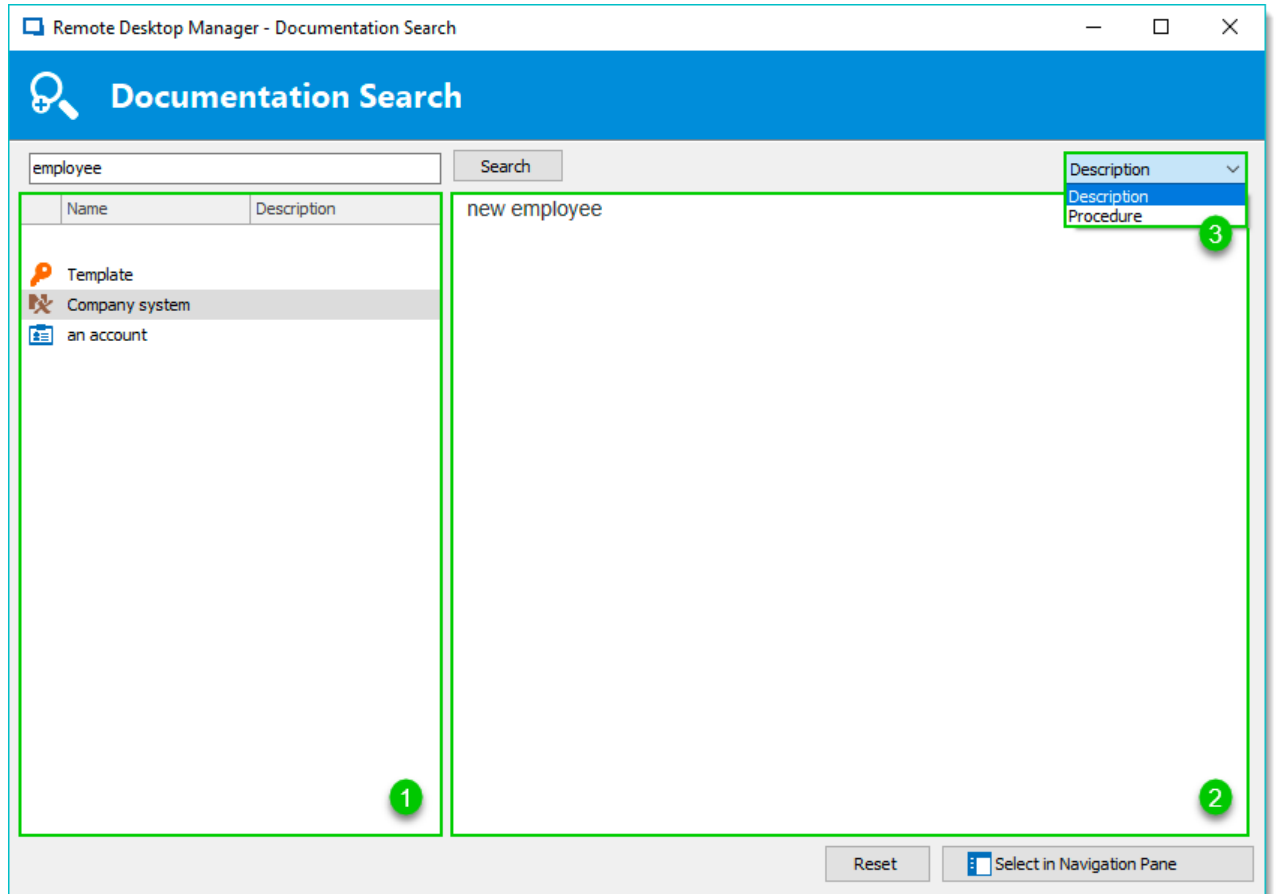 Remote Desktop Manager - Documentation Search
Documentation Search
employee
Search
Description
Description
Procedure
3
Name Description
Template
Company system
an account
1
new employee
2
Reset
Select in Navigation Pane